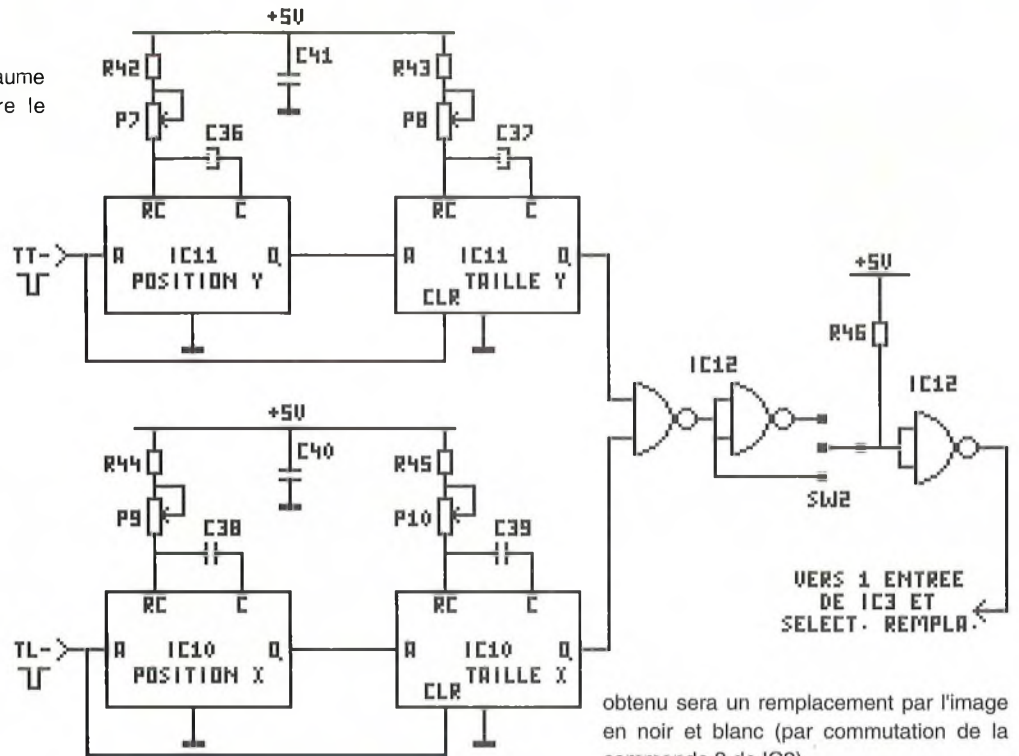 aume
re le
+5V
R42
C41
R43
P7
C36
P8
C37
RC C
RC C
TT-
A IC11 Q
POSITION Y
A IC11 Q
TAILLE Y
CLR
+5V
R46
IC12
IC12
SW2
+5V
R44
C40
R45
P9
C38
P10
C39
RC C
RC C
TL-
A IC10 Q
POSITION X
A IC10 Q
TAILLE X
CLR
VERS 1 ENTREE
DE IC3 ET
SELECT. REMPLA.
obtenu sera un remplacement par l'image
en noir et blanc (par commutation de la